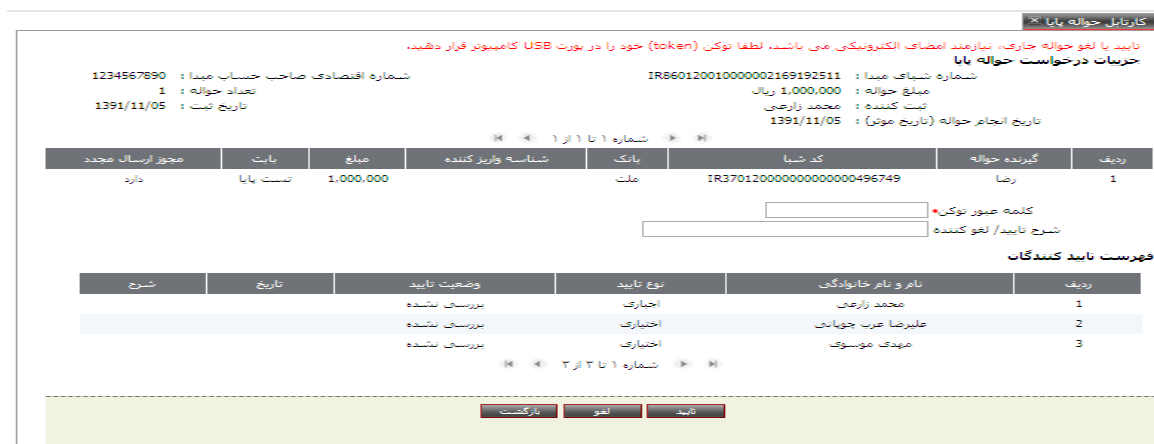 کارتابل حواله پایا
تایید یا لغو حواله جاری، نیازمند امضای الکترونیکی می باشد. لطفا توکن (token) خود را در پورت USB کامپیوتر قرار دهید.
جزییات درخواست حواله پایا
شماره شبای مبدا : IR860120010000002169192511 شماره اقتصادی صاحب حساب مبدا : 1234567890
مبلغ حواله : 1,000,000 ریال تعداد حواله : 1
ثبت کننده : محمد زارعی تاریخ ثبت : 1391/11/05
تاریخ انجام حواله (تاریخ موثر) : 1391/11/05
شماره ۱ تا ۱ از ۱
ردیف گیرنده حواله کد شبا بانک شناسه واریز کننده مبلغ بابت مجوز ارسال مجدد
1 رضا IR370120000000000000496749 ملت 1,000,000 تست پایا دارد
کلمه عبور توکن*
شرح تایید/ لغو کننده
فهرست تایید کنندگان
ردیف نام و نام خانوادگی نوع تایید وضعیت تایید تاریخ شرح
1 محمد زارعی اجباری بررسی نشده
2 علیرضا عرب چوپانی اختیاری بررسی نشده
3 مهدی موسوی اختیاری بررسی نشده
شماره ۱ تا ۳ از ۳
تایید لغو بازگشت